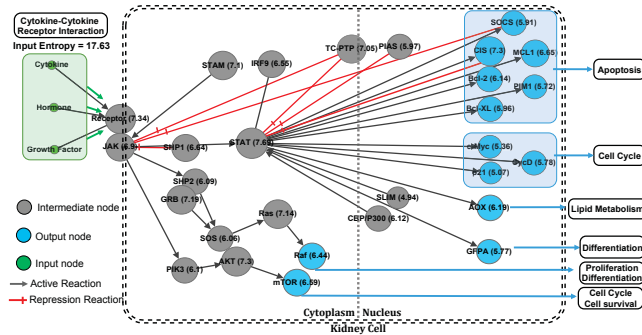 Cytokine-Cytokine
Receptor Interaction
Input Entropy = 17.63
Cytokine
Hormone
Growth Factor
Receptor (7.34)
JAK (6.9)
STAM (7.1)
IRF9 (6.55)
TC-PTP (7.05)
PIAS (5.97)
SOCS (5.91)
CIS (7.3)
MCL1 (6.65)
Bcl-2 (6.14)
PIM1 (5.72)
Bcl-XL (5.96)
Apoptosis
SHP1 (6.64)
STAT (7.69)
cMyc (5.36)
CycD (5.78)
P21 (5.07)
Cell Cycle
SHP2 (6.09)
GRB (7.19)
SOS (6.06)
Ras (7.14)
SLIM (4.94)
CBP/P300 (6.12)
AOX (6.19)
Lipid Metabolism
PIK3 (6.1)
AKT (7.3)
Raf (6.44)
mTOR (6.59)
GFPA (5.77)
Differentiation
Proliferation
Differentiation
Cell Cycle
Cell survival
Intermediate node
Output node
Input node
Active Reaction
Repression Reaction
Cytoplasm
Nucleus
Kidney Cell